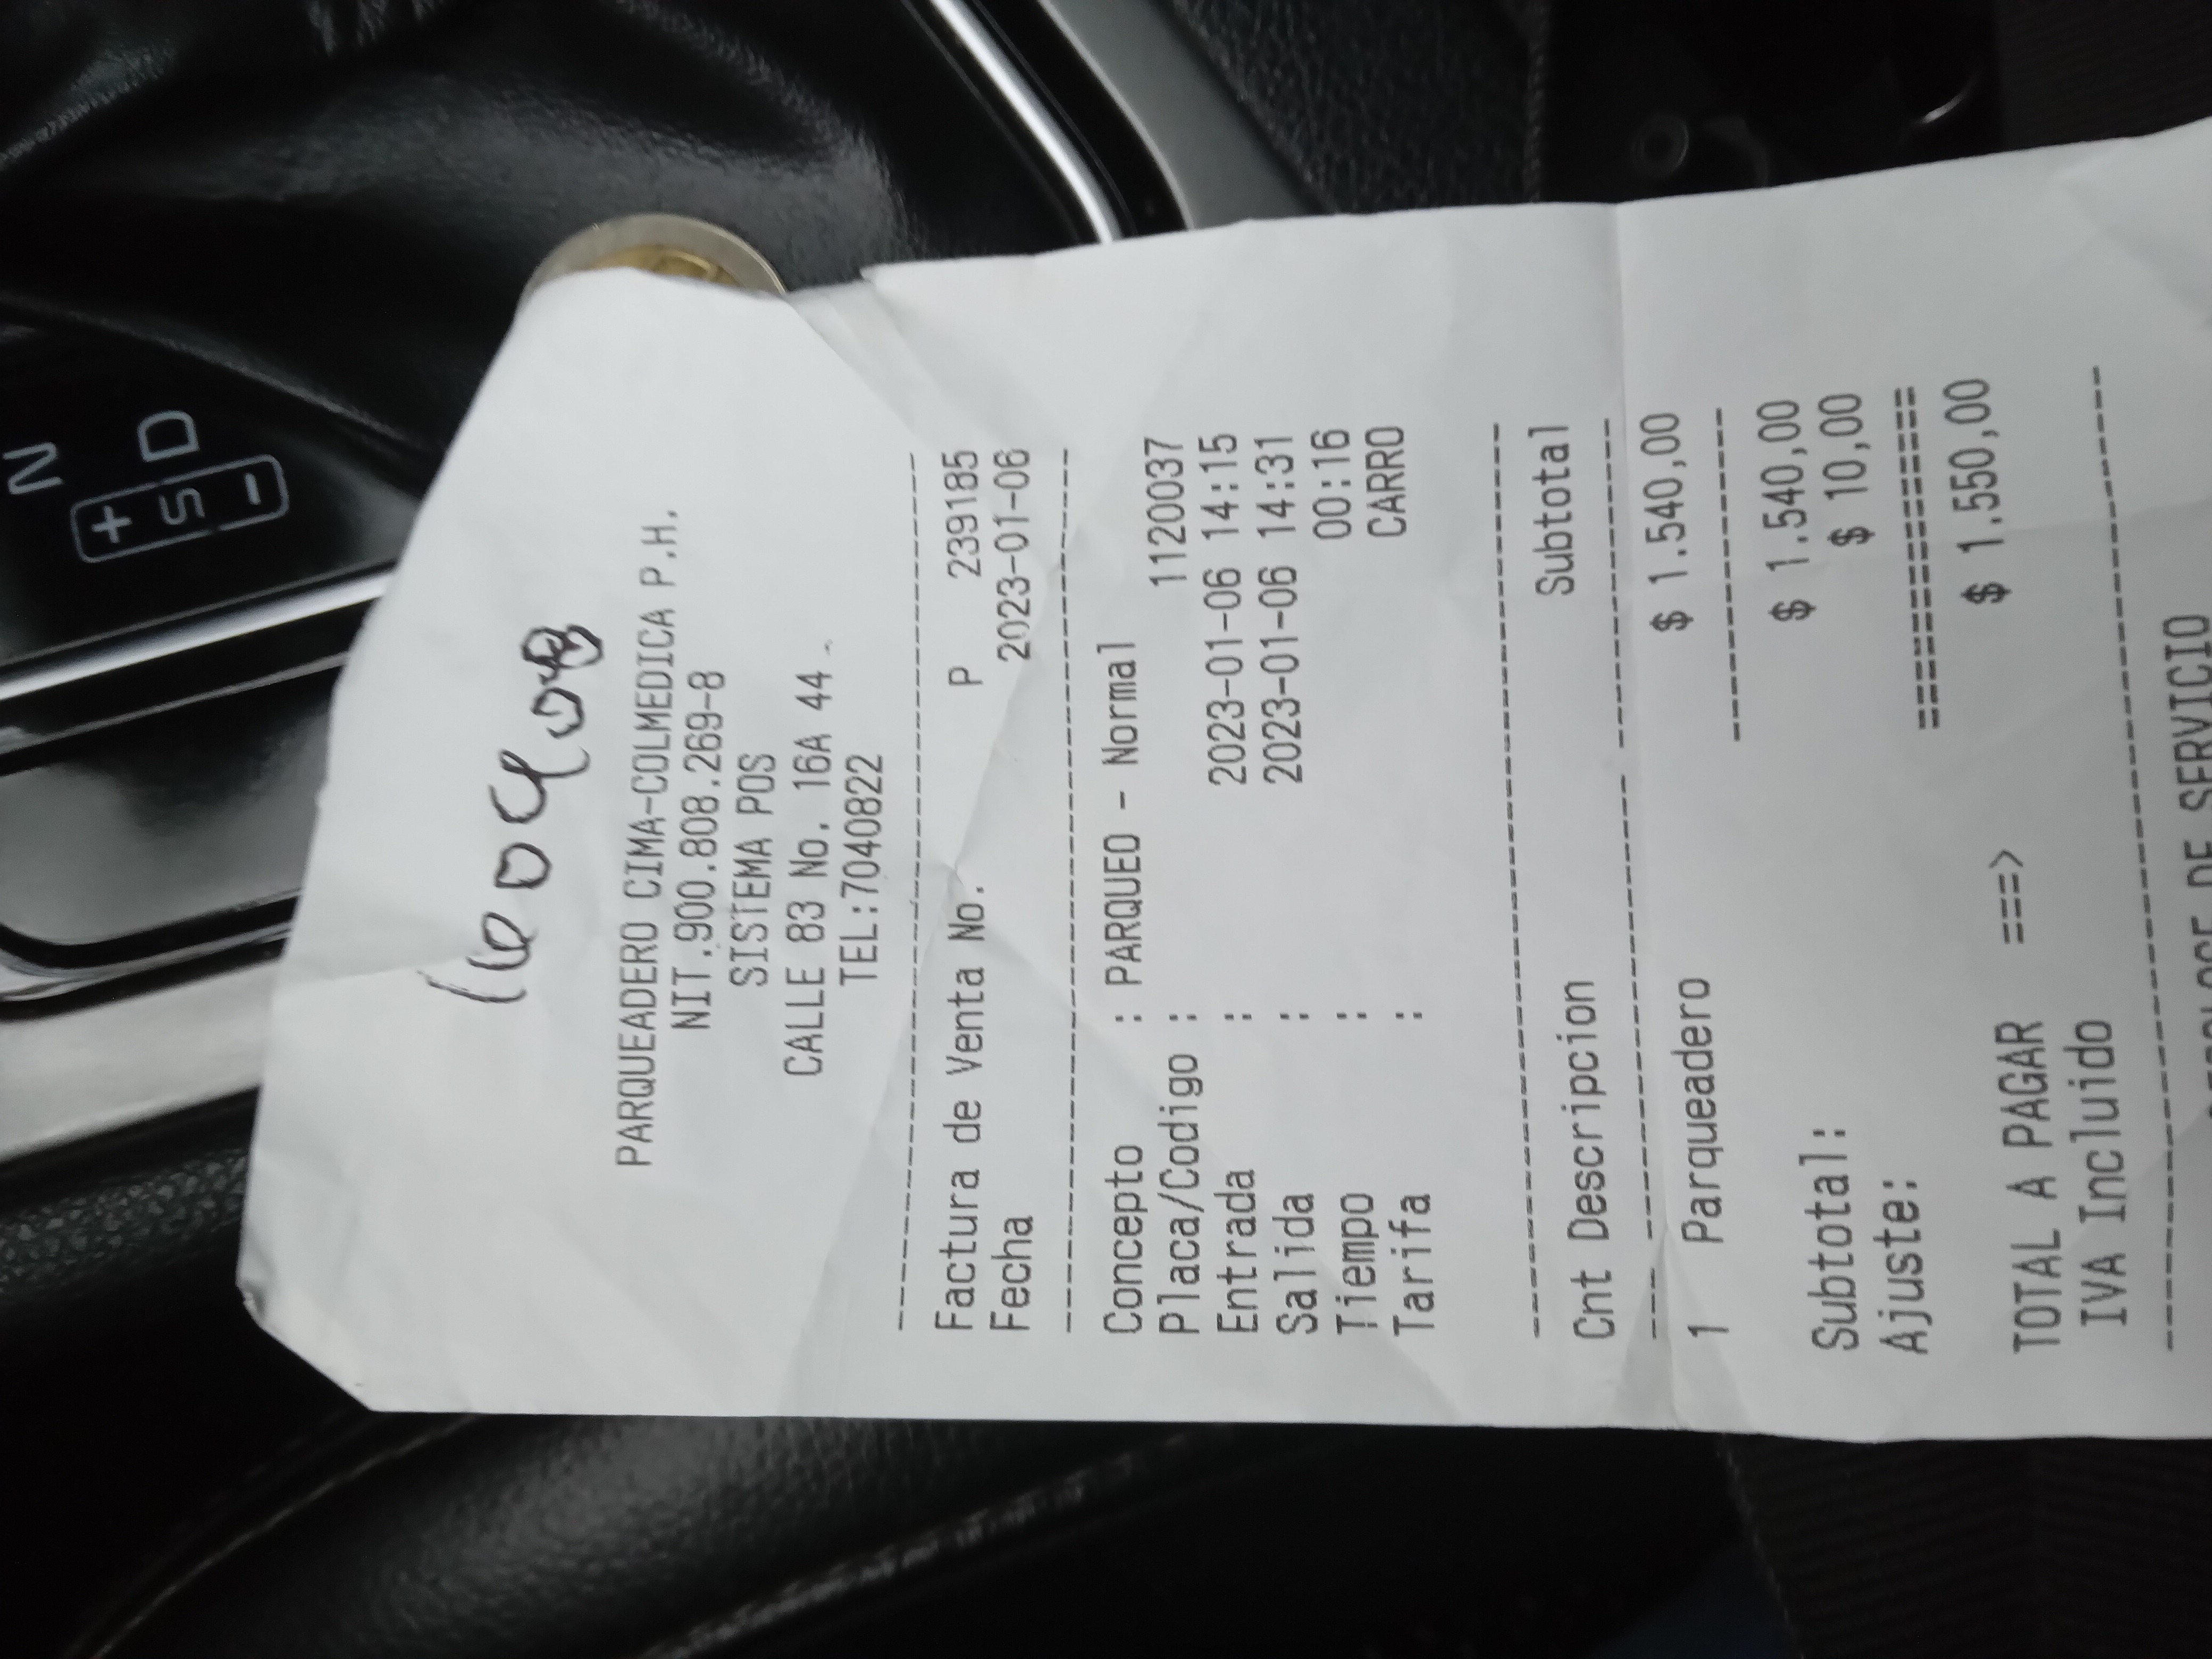 N
D
+
S
-
PARQUEADERO CIMA-COLMEDICA P.H.
NIT.900.808.269-8
SISTEMA POS
CALLE 83 No. 16A 44
TEL:7040822
Factura de Venta No. P 239185
Fecha 2023-01-06
Concepto : PARQUEO - Normal
Placa/Codigo : 1120037
Entrada : 2023-01-06 14:15
Salida : 2023-01-06 14:31
Tiempo : 00:16
Tarifa : CARRO
Cnt Descripcion Subtotal
1 Parqueadero $ 1.540,00
Subtotal: $ 1.540,00
Ajuste: $ 10,00
==================
TOTAL A PAGAR ===> $ 1.550,00
IVA Incluido
DE SERVICIO